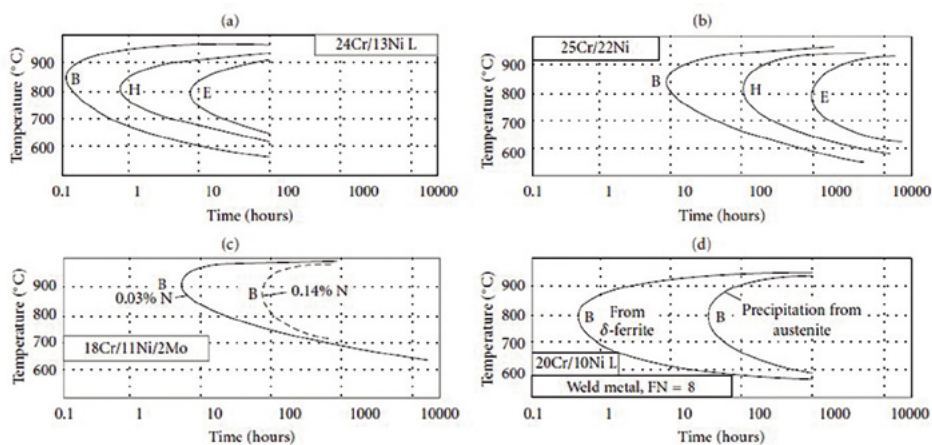 (a)
24Cr/13Ni L
B
H
E
Temperature (°C)
900
800
700
600
0.1 1 10 100 1000 10000
Time (hours)
(b)
25Cr/22Ni
B
H
E
Temperature (°C)
900
800
700
600
0.1 1 10 100 1000 10000
Time (hours)
(c)
B
0.03% N
B
0.14% N
18Cr/11Ni/2Mo
Temperature (°C)
900
800
700
600
0.1 1 10 100 1000 10000
Time (hours)
(d)
B
From
δ-ferrite
B
Precipitation from
austenite
20Cr/10Ni L
Weld metal, FN = 8
Temperature (°C)
900
800
700
600
0.1 1 10 100 1000 10000
Time (hours)